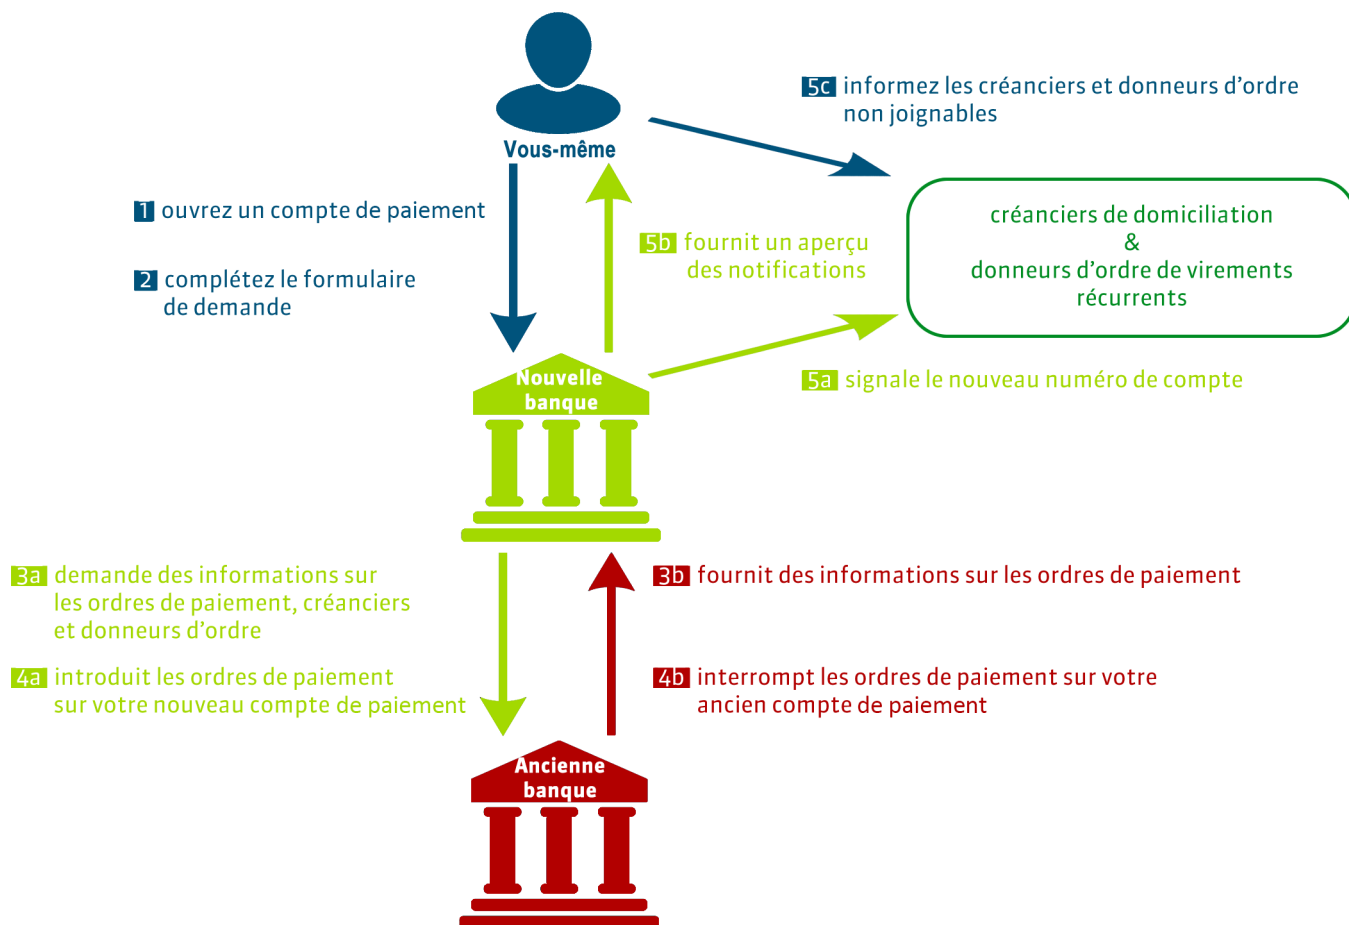 5c informez les créanciers et donneurs d'ordre
non joignables
Vous-même
1 ouvrez un compte de paiement
2 complétez le formulaire
de demande
5b fournit un aperçu
des notifications
créanciers de domiciliation
&
donneurs d'ordre de virements
récurrents
5a signale le nouveau numéro de compte
Nouvelle
banque
3a demande des informations sur
les ordres de paiement, créanciers
et donneurs d'ordre
3b fournit des informations sur les ordres de paiement
4a introduit les ordres de paiement
sur votre nouveau compte de paiement
4b interrompt les ordres de paiement sur votre
ancien compte de paiement
Ancienne
banque